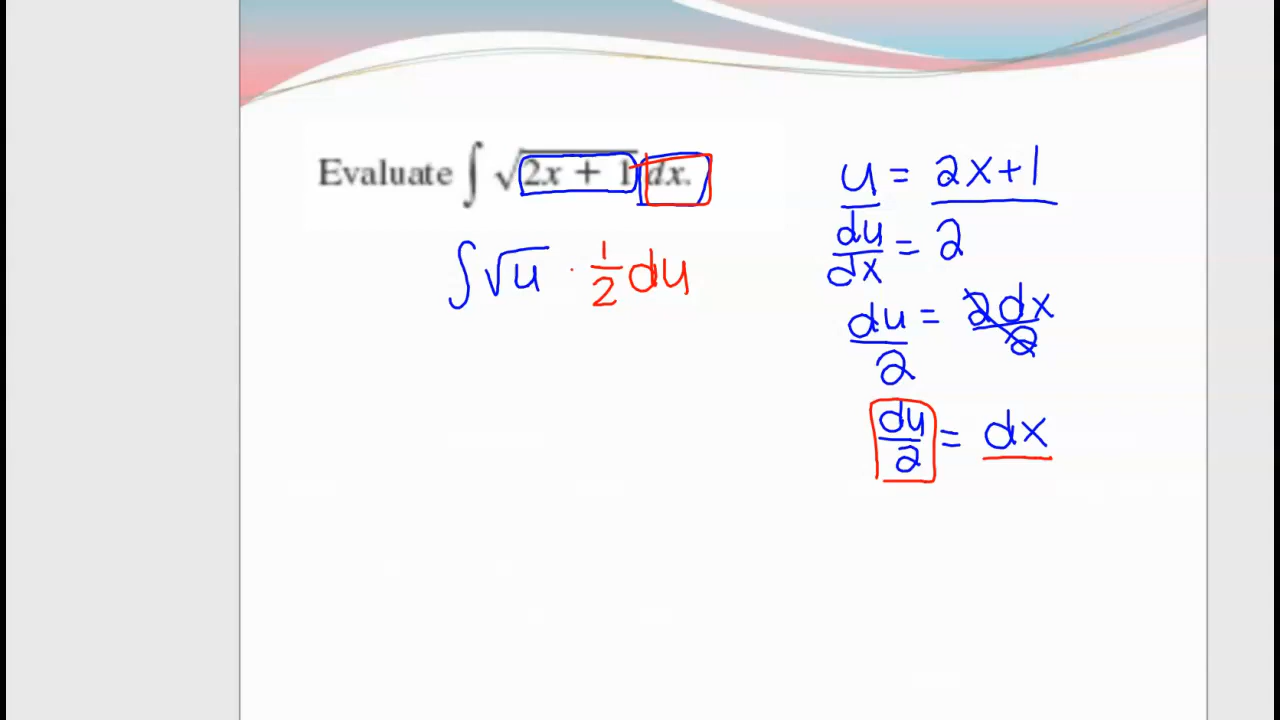 Evaluate ∫ √(2x + 1) dx.
∫ √u · 1/2 du
u = 2x+1
du/dx = 2
du/2 = 2dx/2
du/2 = dx